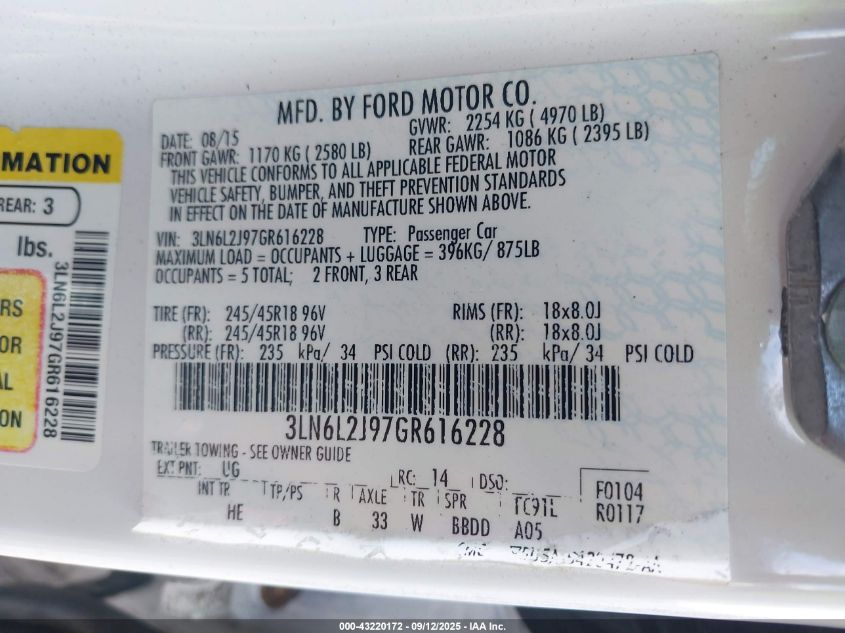 RMATION
REAR: 3
lbs.
3LN6L2J97GR616228
RS
OR
AL
ION
MFD. BY FORD MOTOR CO.
DATE: 08/15 GVWR: 2254 KG ( 4970 LB)
FRONT GAWR: 1170 KG ( 2580 LB) REAR GAWR: 1086 KG ( 2395 LB)
THIS VEHICLE CONFORMS TO ALL APPLICABLE FEDERAL MOTOR
VEHICLE SAFETY, BUMPER, AND THEFT PREVENTION STANDARDS
IN EFFECT ON THE DATE OF MANUFACTURE SHOWN ABOVE.
VIN: 3LN6L2J97GR616228 TYPE: Passenger Car
MAXIMUM LOAD = OCCUPANTS + LUGGAGE = 396KG/ 875LB
OCCUPANTS = 5 TOTAL; 2 FRONT, 3 REAR
TIRE (FR): 245/45R18 96V RIMS (FR): 18x8.0J
(RR): 245/45R18 96V (RR): 18x8.0J
PRESSURE (FR): 235 kPa/ 34 PSI COLD (RR): 235 kPa/ 34 PSI COLD
3LN6L2J97GR616228
TRAILER TOWING - SEE OWNER GUIDE
EXT PNT: UG RC: 14 DSO: F0104
INT TR TP/PS R AXLE TR SPR TC91L R0117
HE B 33 W BBDD A05
000-43220172 - 09/12/2025 - IAA Inc.